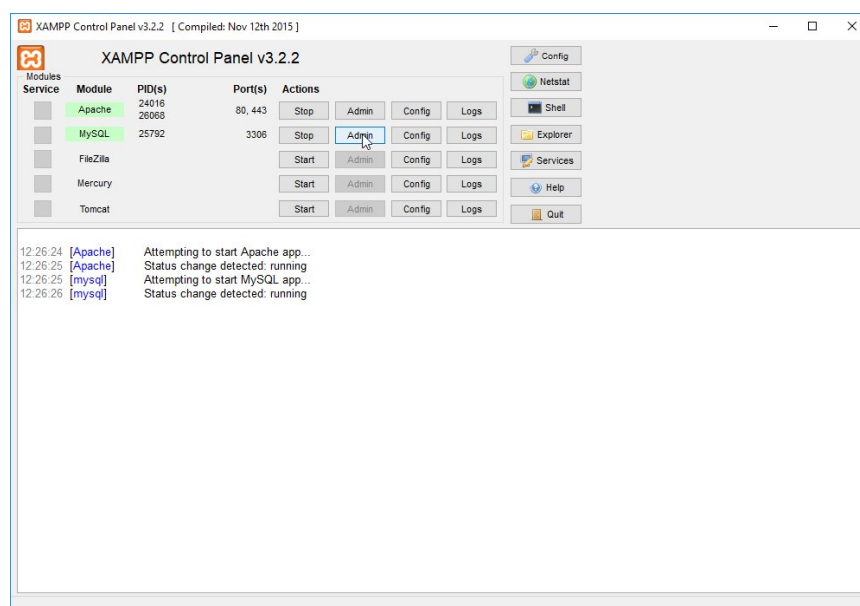 XAMPP Control Panel v3.2.2 [ Compiled: Nov 12th 2015 ]
XAMPP Control Panel v3.2.2
Config
Modules
Service Module PID(s) Port(s) Actions
Netstat
Apache 24016 26068 80, 443 Stop Admin Config Logs
Shell
MySQL 25792 3306 Stop Admin Config Logs
Explorer
FileZilla Start Admin Config Logs
Services
Mercury Start Admin Config Logs
Help
Tomcat Start Admin Config Logs
Quit
12:26:24 [Apache] Attempting to start Apache app...
12:26:25 [Apache] Status change detected: running
12:26:25 [mysql] Attempting to start MySQL app...
12:26:26 [mysql] Status change detected: running